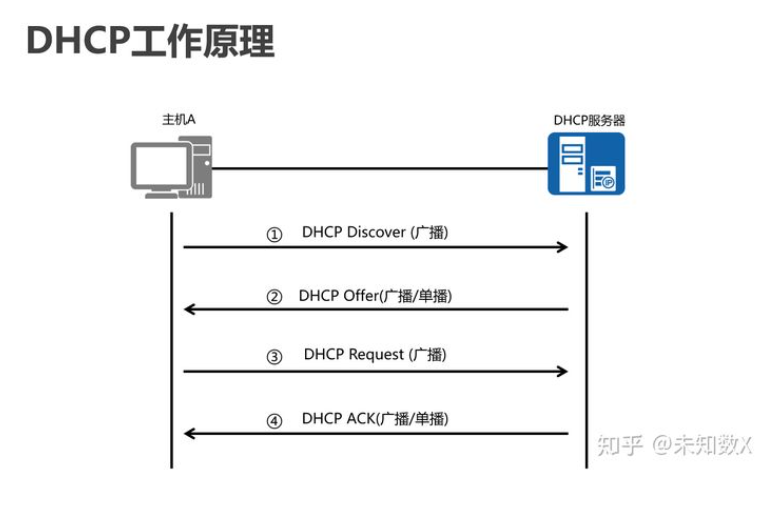 DHCP工作原理
主机A
DHCP服务器
① DHCP Discover (广播)
② DHCP Offer(广播/单播)
③ DHCP Request (广播)
④ DHCP ACK(广播/单播)
IP
知乎 @未知数X